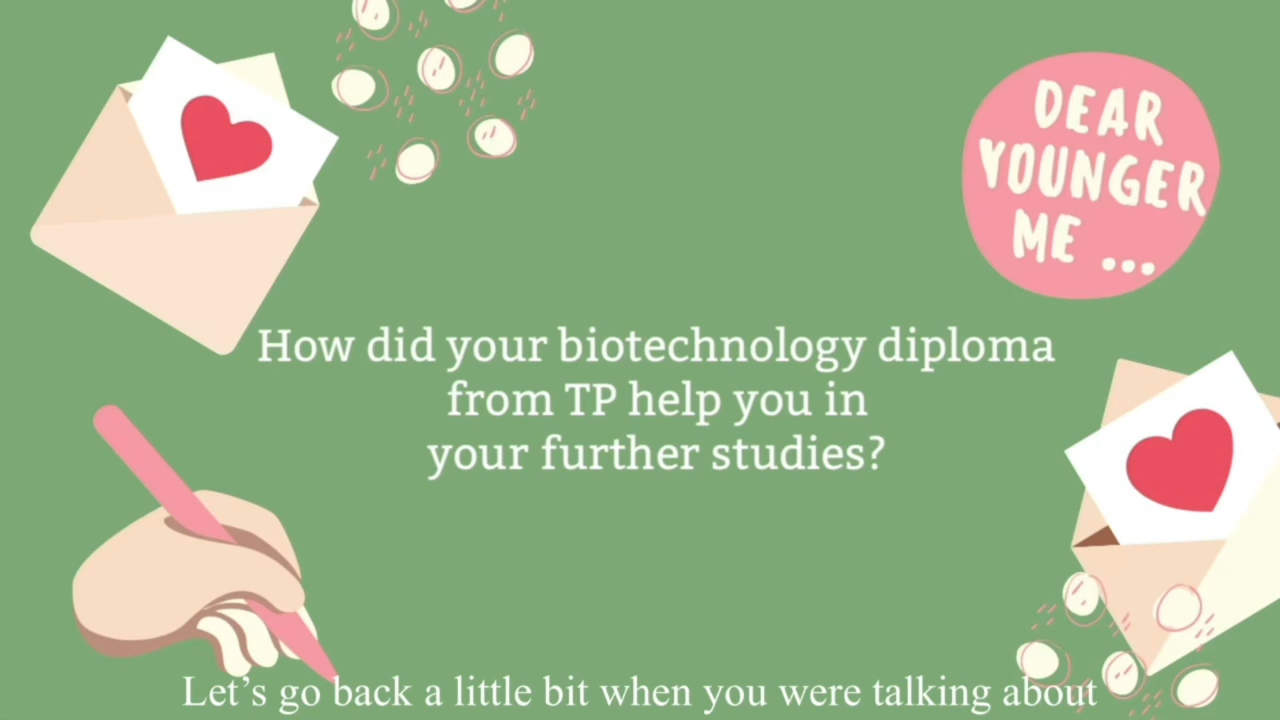 DEAR
YOUNGER
ME ...
How did your biotechnology diploma
from TP help you in
your further studies?
Let’s go back a little bit when you were talking about